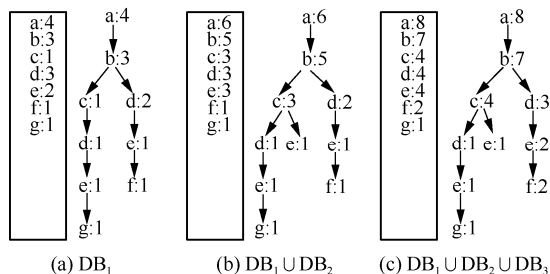 a:4
b:3
c:1
d:3
e:2
f:1
g:1
a:4
b:3
c:1 d:2
d:1 e:1
e:1 f:1
g:1
(a) DB₁
a:6
b:5
c:3
d:3
e:3
f:1
g:1
a:6
b:5
c:3 d:2
d:1 e:1 e:1
e:1 f:1
g:1
(b) DB₁ ∪ DB₂
a:8
b:7
c:4
d:4
e:4
f:2
g:1
a:8
b:7
c:4 d:3
d:1 e:1 e:2
e:1 f:2
g:1
(c) DB₁ ∪ DB₂ ∪ DB₃